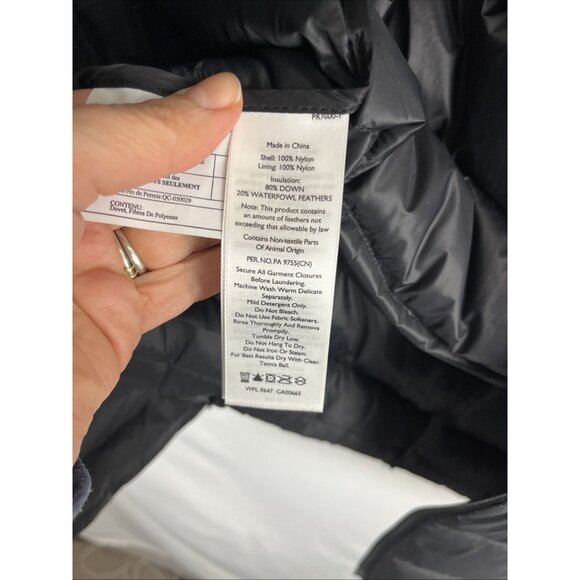 PR7000-1
Made in China
Shell: 100% Nylon
Lining: 100% Nylon
Insulation:
80% DOWN
20% WATERFOWL FEATHERS
Note: This product contains
an amount of feathers not
exceeding that allowable by law
Contains Non-textile Parts
Of Animal Origin
PER. NO. PA 9755(CN)
Secure All Garment Closures
Before Laundering.
Machine Wash Warm Delicate
Separately.
Mild Detergent Only.
Do Not Bleach.
Do Not Use Fabric Softeners.
Rinse Thoroughly And Remove
Promptly.
Tumble Dry Low.
Do Not Hang To Dry.
Do Not Iron Or Steam.
For Best Results Dry With Clean
Tennis Ball.
WPL 9647 CA00665
des
SEULEMENT
No de Permis: QC-050029
CONTENU:
Duvet, Fibres De Polyester